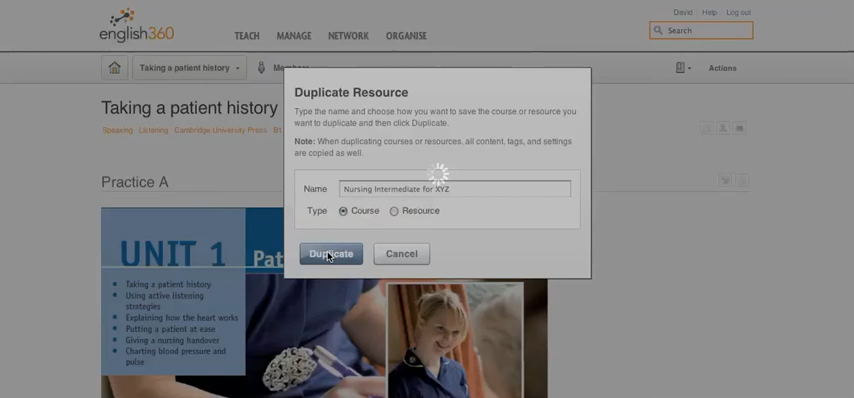 David Help Log out
english360
TEACH MANAGE NETWORK ORGANISE
Search
Taking a patient history Members
Actions
Duplicate Resource
Taking a patient history
Type the name and choose how you want to save the course or resource you
want to duplicate and then click Duplicate.
Speaking Listening Cambridge University Press B1
Note: When duplicating courses or resources, all content, tags, and settings
are copied as well.
Practice A
Name Nursing Intermediate for XYZ
Type Course Resource
Duplicate Cancel
UNIT 1
Taking a patient history
Using active listening
strategies
Explaining how the heart works
Putting a patient at ease
Giving a nursing handover
Charting blood pressure and
pulse